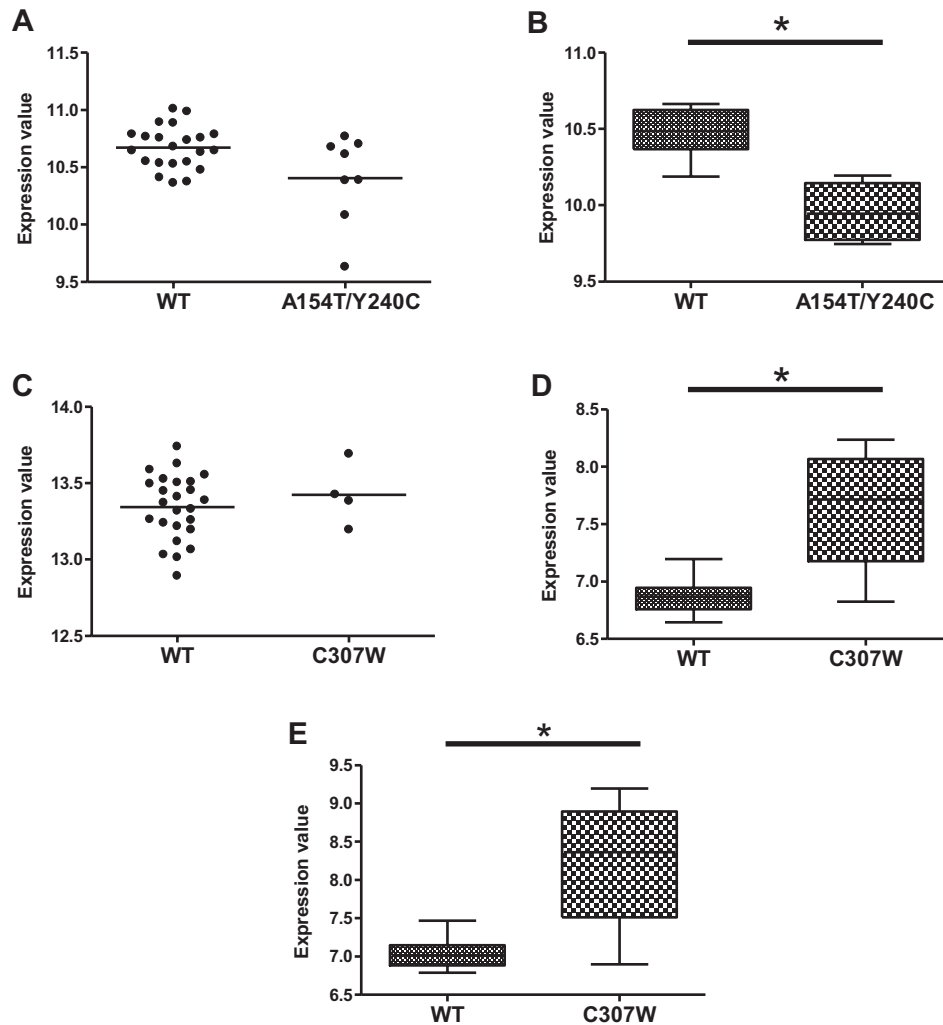 A
Expression value
11.5
11.0
10.5
10.0
9.5
WT
A154T/Y240C
B
*
Expression value
11.0
10.5
10.0
9.5
WT
A154T/Y240C
C
Expression value
14.0
13.5
13.0
12.5
WT
C307W
D
*
Expression value
8.5
8.0
7.5
7.0
6.5
WT
C307W
E
*
Expression value
9.5
9.0
8.5
8.0
7.5
7.0
6.5
WT
C307W